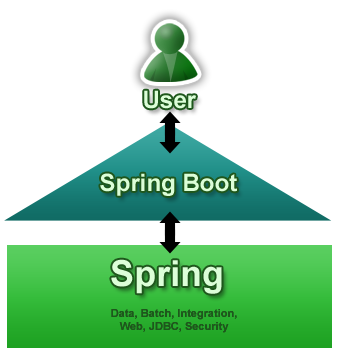 User
Spring Boot
Spring
Data, Batch, Integration,
Web, JDBC, Security